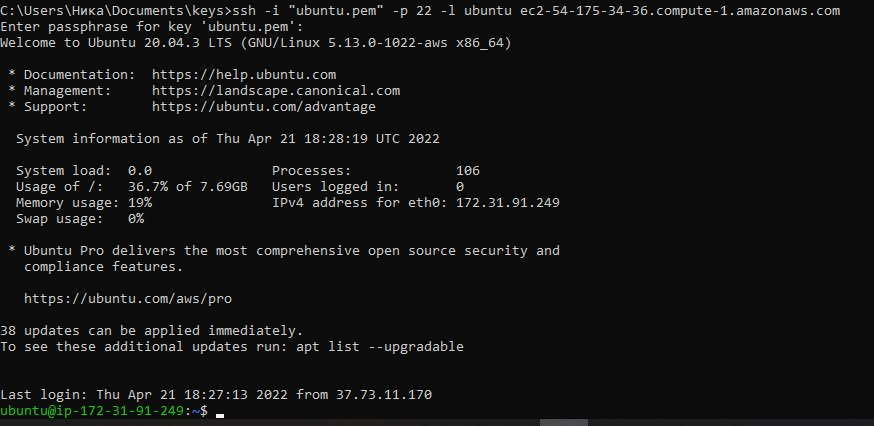 C:\Users\Ника\Documents\keys>ssh -i "ubuntu.pem" -p 22 -l ubuntu ec2-54-175-34-36.compute-1.amazonaws.com
Enter passphrase for key 'ubuntu.pem':
Welcome to Ubuntu 20.04.3 LTS (GNU/Linux 5.13.0-1022-aws x86_64)

 * Documentation:  https://help.ubuntu.com
 * Management:     https://landscape.canonical.com
 * Support:        https://ubuntu.com/advantage

  System information as of Thu Apr 21 18:28:19 UTC 2022

  System load:  0.0               Processes:             106
  Usage of /:   36.7% of 7.69GB   Users logged in:       0
  Memory usage: 19%               IPv4 address for eth0: 172.31.91.249
  Swap usage:   0%

 * Ubuntu Pro delivers the most comprehensive open source security and
   compliance features.

   https://ubuntu.com/aws/pro

38 updates can be applied immediately.
To see these additional updates run: apt list --upgradable


Last login: Thu Apr 21 18:27:13 2022 from 37.73.11.170
ubuntu@ip-172-31-91-249:~$